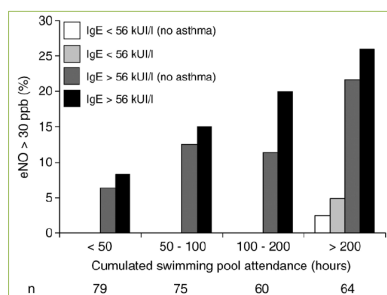 30
25
20
15
10
5
0
eNO > 30 ppb (%)
IgE < 56 kUI/l (no asthma)
IgE < 56 kUI/l
IgE > 56 kUI/l (no asthma)
IgE > 56 kUI/l
< 50 50 - 100 100 - 200 > 200
Cumulated swimming pool attendance (hours)
n 79 75 60 64